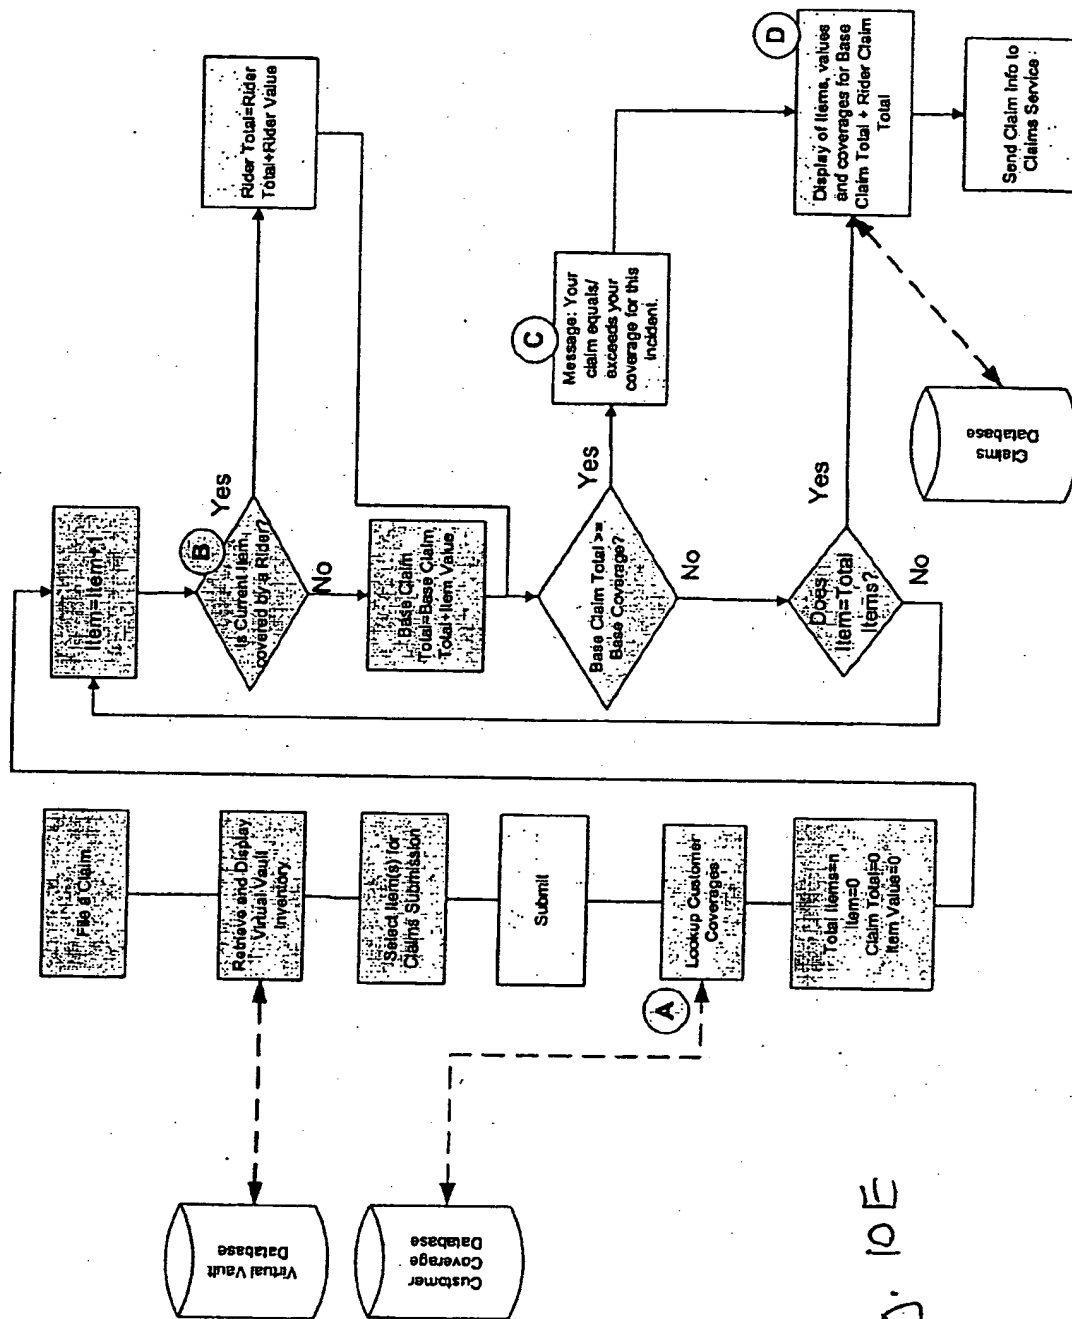 File a Claim
Retrieve and Display
Virtual Vault
Inventory
Select Item(s) for
Claims Submission
Submit
A
Lookup Customer
Coverages
Total Items=n
Item=0
Claim Total=0
Item Value=0
Virtual Vault
Database
Customer
Coverage
Database
Item=Item+1
B
Is Current Item
covered by a Rider?
Yes
No
Rider Total=Rider
Total+Rider Value
Base Claim
Total=Base Claim
Total+Item Value
Base Claim Total >=
Base Coverage?
Yes
No
C
Message: Your
claim equals/
exceeds your
coverage for this
incident.
Does
Item=Total
Items?
Yes
No
D
Display of Items, values
and coverages for Base
Claim Total + Rider Claim
Total
Claims
Database
Send Claim Info to
Claims Service
10E